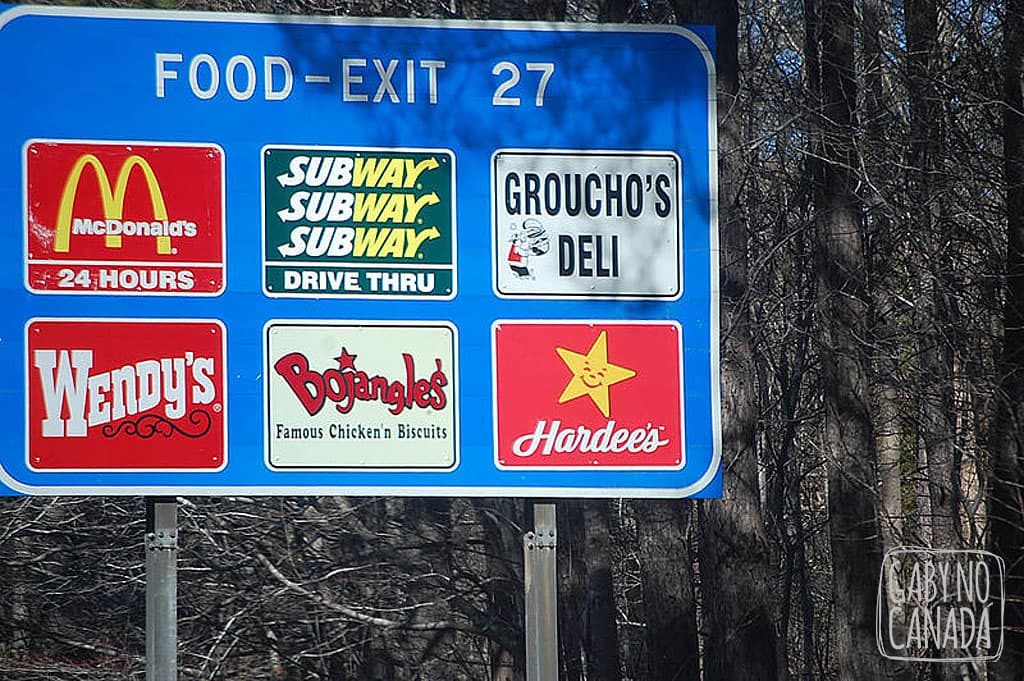 FOOD-EXIT 27
McDonald's
24 HOURS
SUBWAY
SUBWAY
SUBWAY
DRIVE THRU
GROUCHO'S
DELI
WENDY'S
Bojangles'
Famous Chicken'n Biscuits
Hardee's
GABY NO
CANADÁ